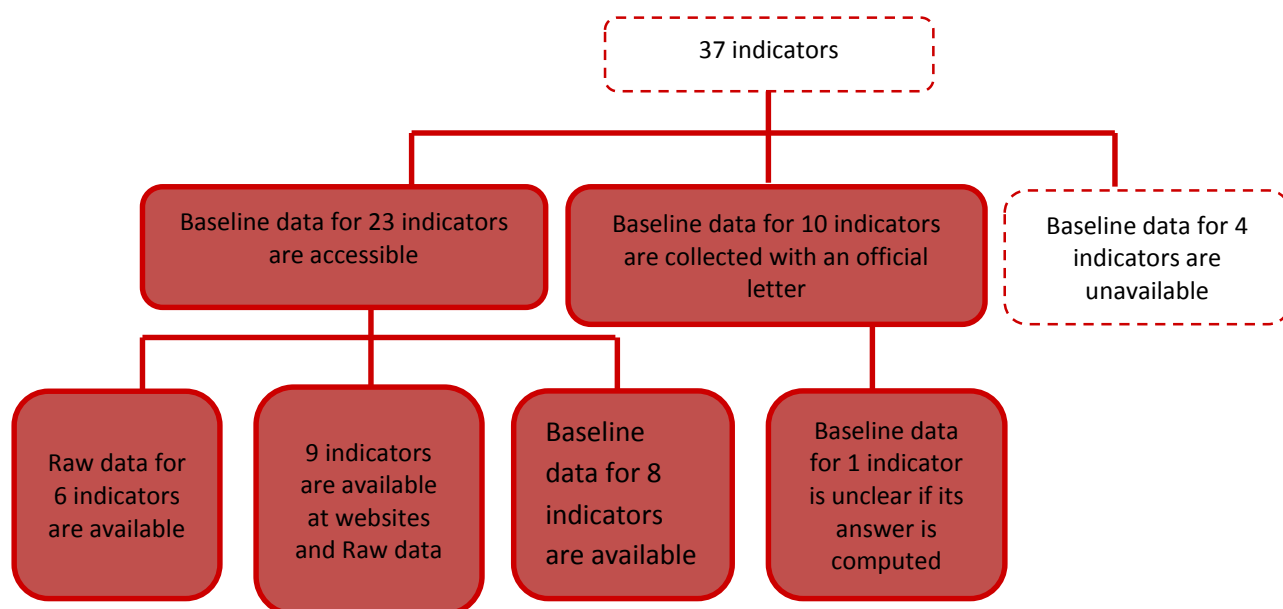 37 indicators
Baseline data for 23 indicators
are accessible
Baseline data for 10 indicators
are collected with an official
letter
Baseline data for 4
indicators are
unavailable
Raw data for
6 indicators
are available
9 indicators
are available
at websites
and Raw data
Baseline
data for 8
indicators
are available
Baseline data
for 1 indicator
is unclear if its
answer is
computed